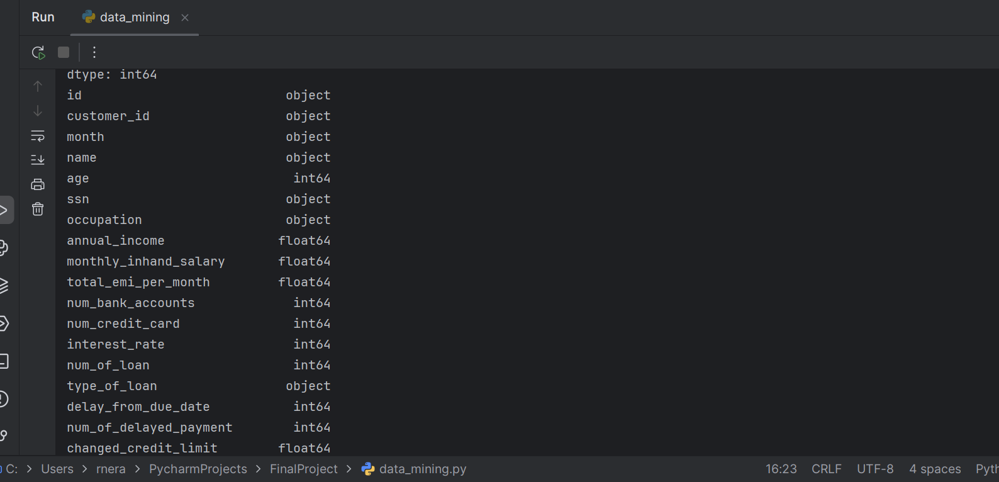 Run data_mining
dtype: int64
id object
customer_id object
month object
name object
age int64
ssn object
occupation object
annual_income float64
monthly_inhand_salary float64
total_emi_per_month float64
num_bank_accounts int64
num_credit_card int64
interest_rate int64
num_of_loan int64
type_of_loan object
delay_from_due_date int64
num_of_delayed_payment int64
changed_credit_limit float64
C: > Users > rnera > PycharmProjects > FinalProject > data_mining.py 16:23 CRLF UTF-8 4 spaces Pyth